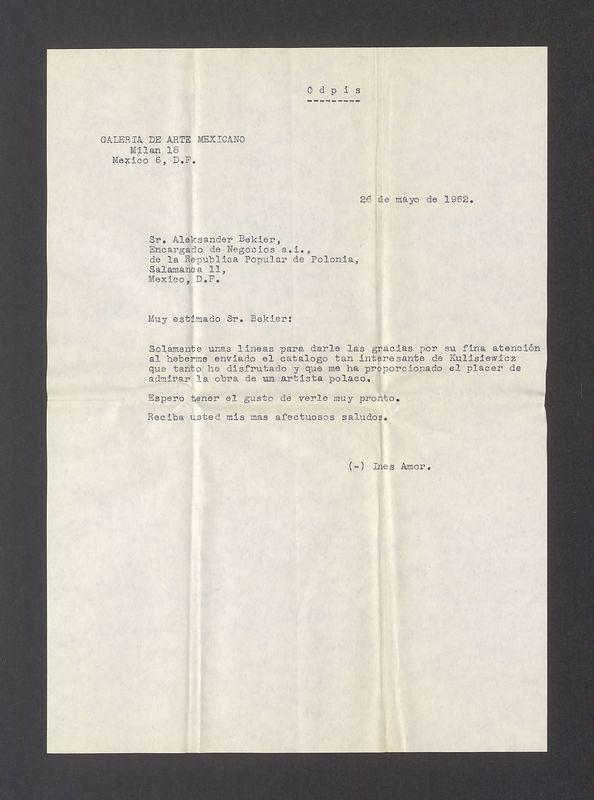 O d p i s
GALERIA DE ARTE MEXICANO
Milan 18
Mexico 6, D.F.
26 de mayo de 1962.
Sr. Aleksander Bekier,
Encargado de Negocios a.i.,
de la Republica Popular de Polonia,
Salamanca 11,
Mexico, D.F.
Muy estimado Sr. Bekier:
Solamente unas lineas para darle las gracias por su fina atención
al heberme enviado el catalogo tan interesante de Kulisiewicz
que tanto he disfrutado y que me ha proporcionado el placer de
admirar la obra de un artista polaco.
Espero tener el gusto de verle muy pronto.
Reciba usted mis mas afectuosos saludos.
(-) Ines Amor.